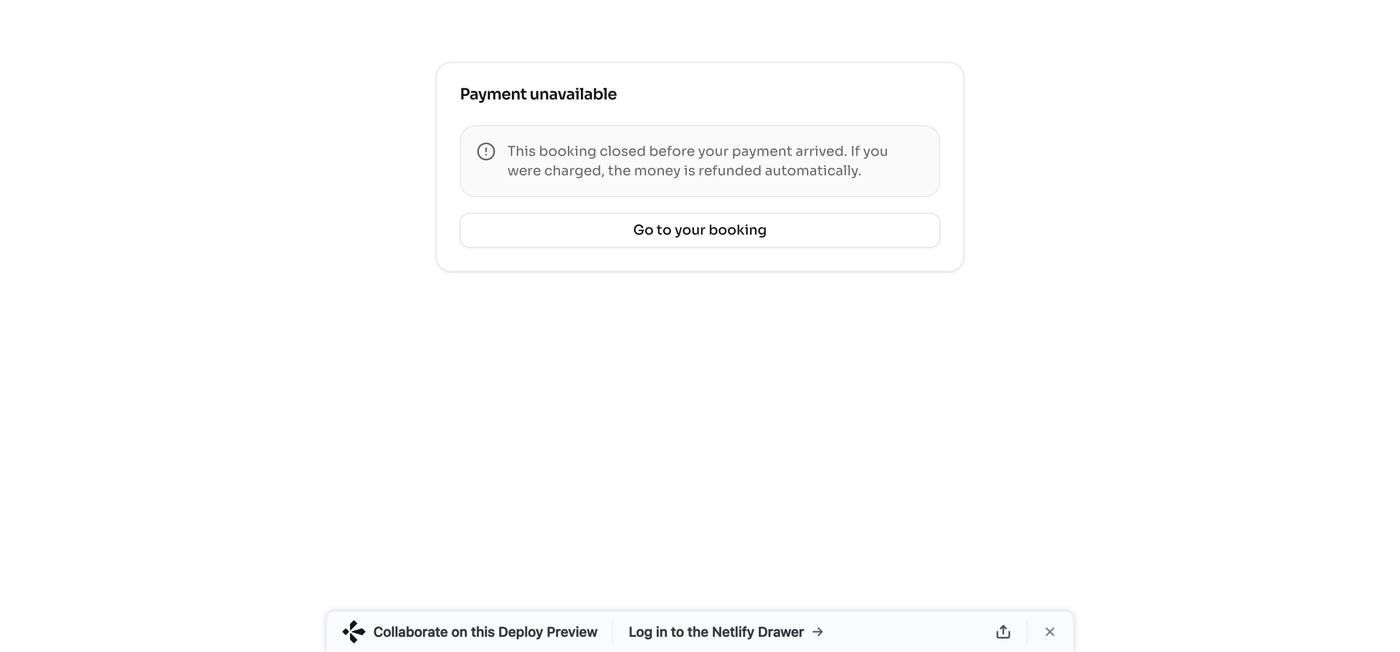 Payment unavailable
This booking closed before your payment arrived. If you
were charged, the money is refunded automatically.
Go to your booking
Collaborate on this Deploy Preview
Log in to the Netlify Drawer →